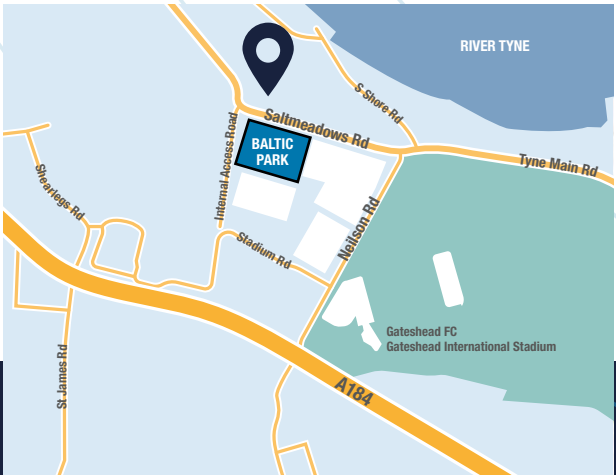 RIVER TYNE
S Shore Rd
Saltmeadows Rd
BALTIC
PARK
Tyne Main Rd
Internal Access Road
Shearlegs Rd
Neilson Rd
Stadium Rd
Gateshead FC
Gateshead International Stadium
St James Rd
A184